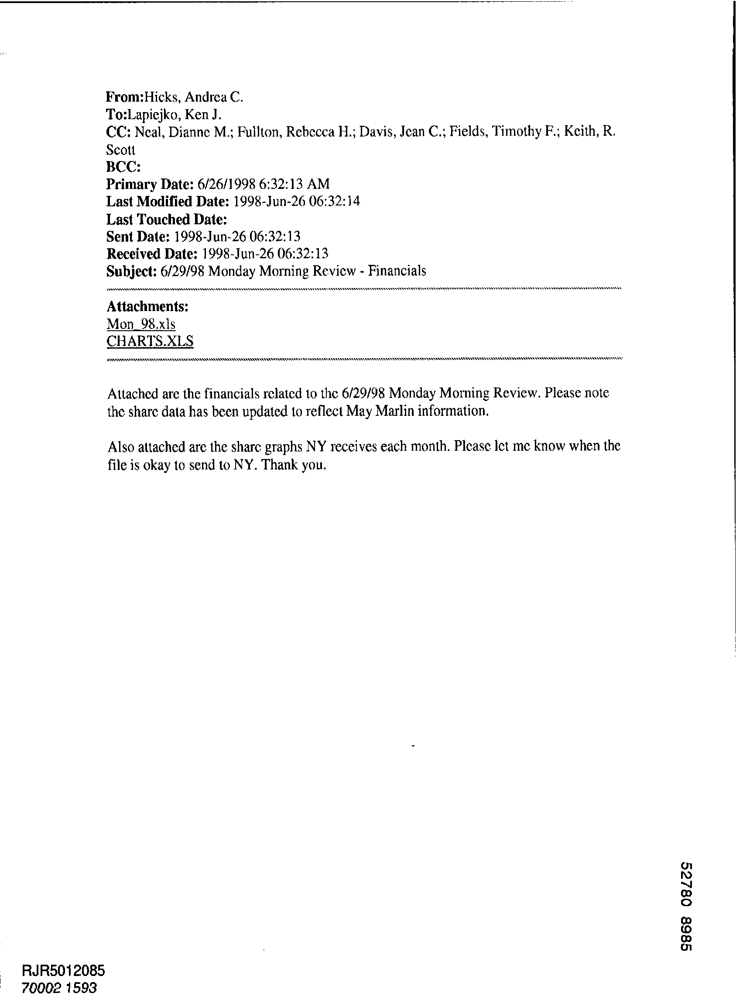 From:Hicks, Andrea C.
To:Lapiejko, Ken J.
CC: Neal, Dianne M.; Fullton, Rebecca H.; Davis, Jean C.; Fields, Timothy F.; Keith, R.
Scott
BCC:
Primary Date: 6/26/1998 6:32:13 AM
Last Modified Date: 1998-Jun-26 06:32:14
Last Touched Date:
Sent Date: 1998-Jun-26 06:32:13
Received Date: 1998-Jun-26 06:32:13
Subject: 6/29/98 Monday Morning Review - Financials
Attachments:
Mon_98.xls
CHARTS.XLS
Attached are the financials related to the 6/29/98 Monday Morning Review. Please note
the share data has been updated to reflect May Marlin information.
Also attached are the share graphs NY receives each month. Please let me know when the
file is okay to send to NY. Thank you.
52780 8985
RJR5012085
70002 1593